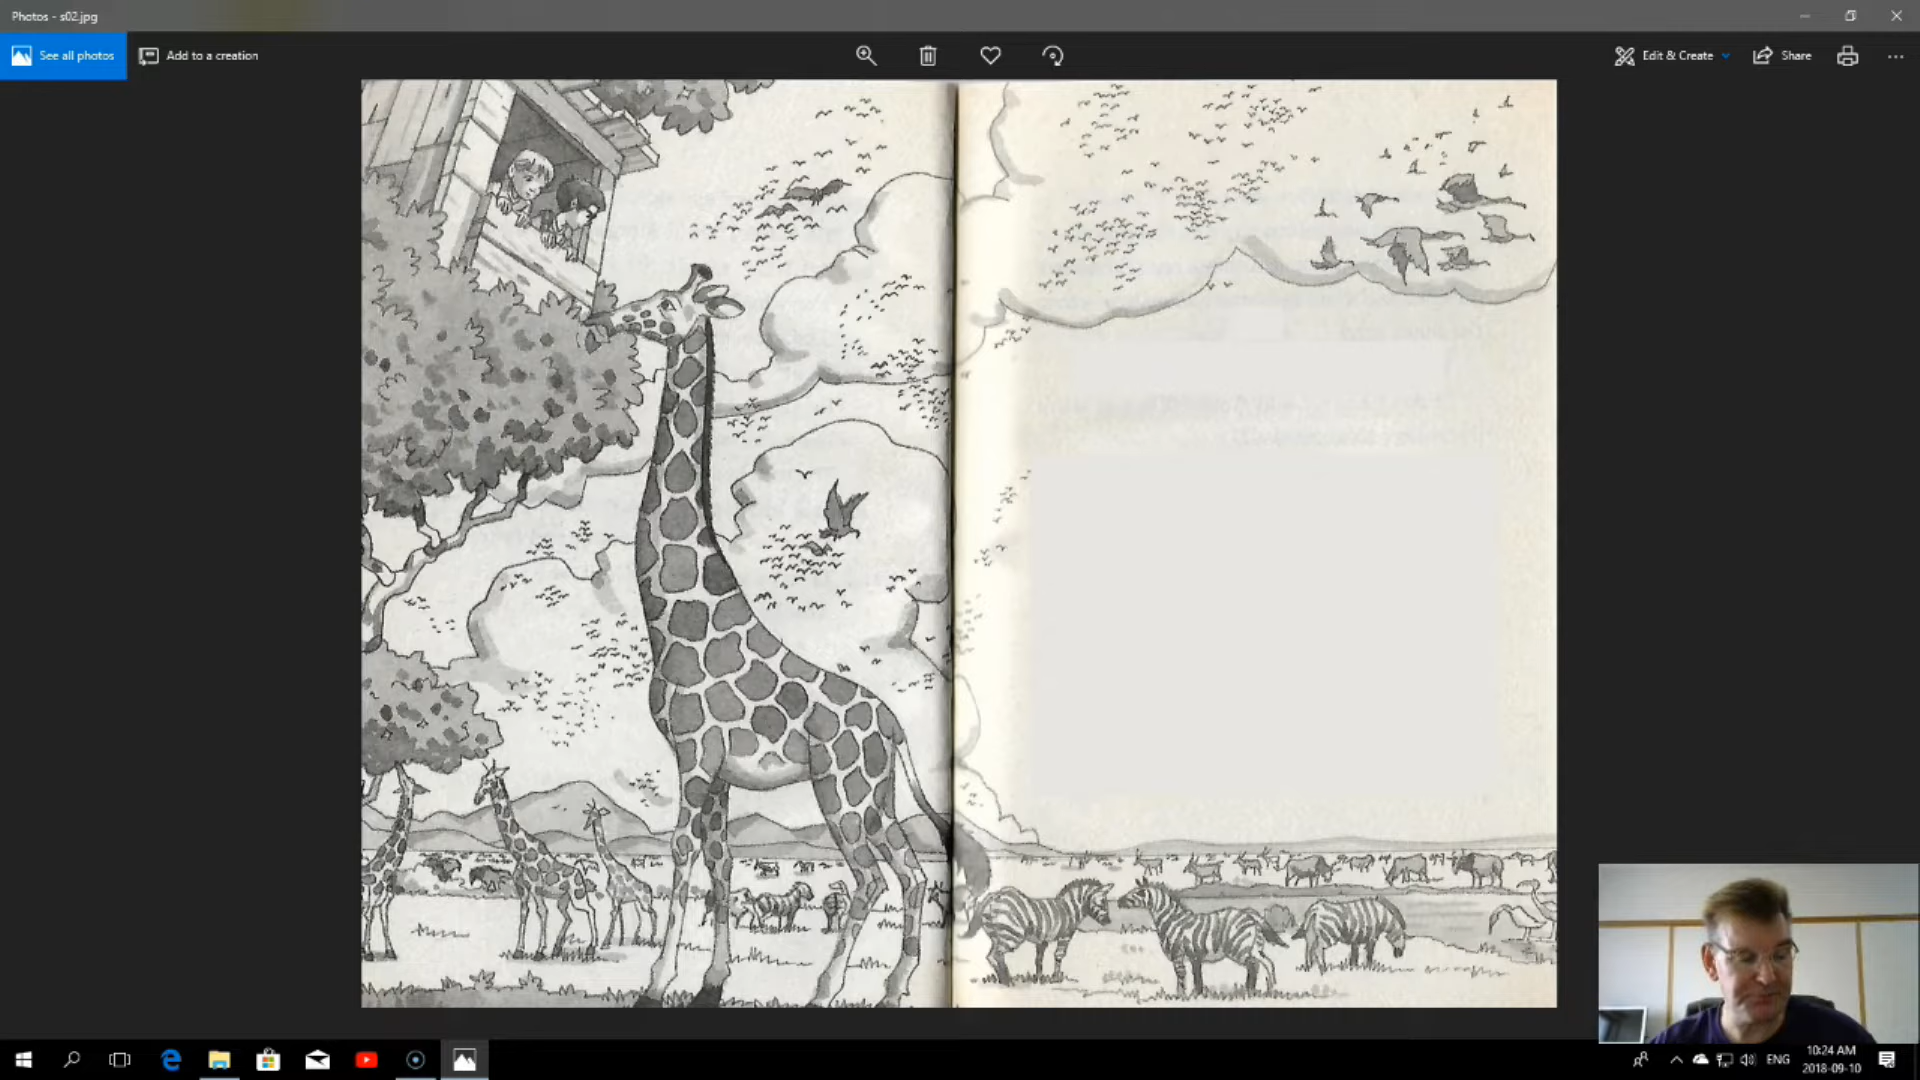 Photos - s02.jpg
See all photos
Add to a creation
Edit & Create
Share
ENG
10:24 AM
2018-09-10